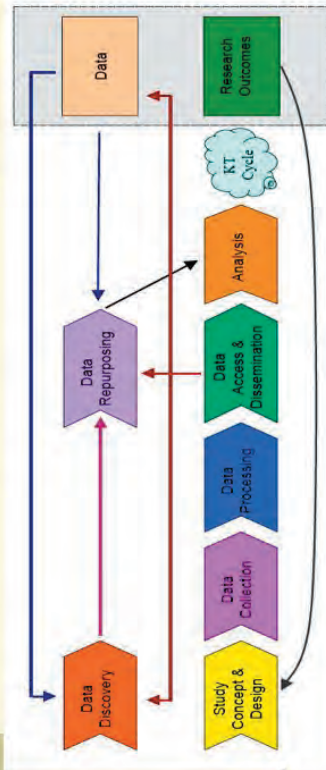 Data
Discovery
Data
Repurposing
Data
Study
Concept &
Design
Data
Collection
Data
Processing
Data
Access &
Dissemination
Analysis
KT
Cycle
Research
Outcomes